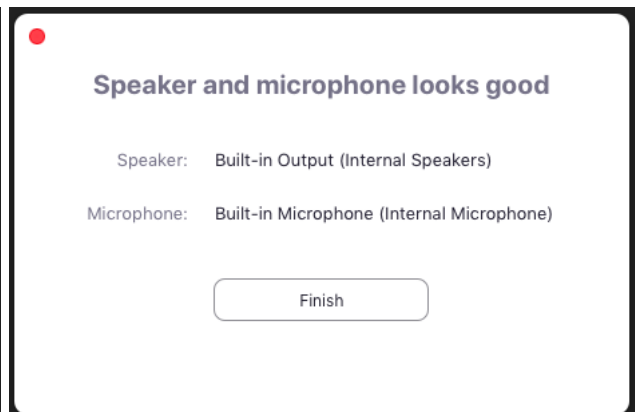 Speaker and microphone looks good
Speaker: Built-in Output (Internal Speakers)
Microphone: Built-in Microphone (Internal Microphone)
Finish